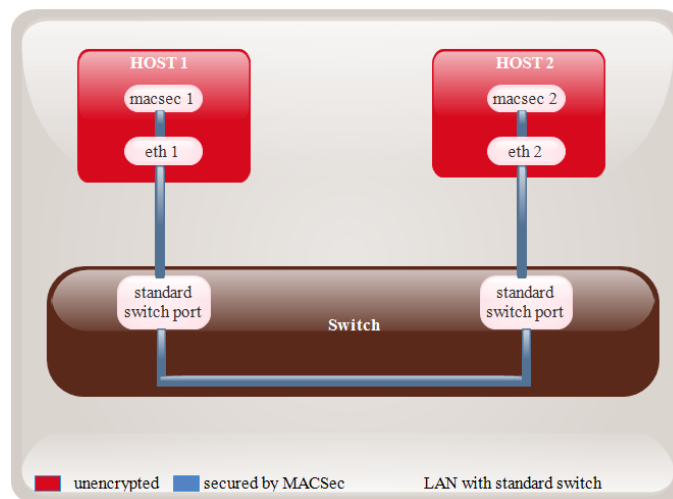 HOST 1
HOST 2
macsec 1
macsec 2
eth 1
eth 2
standard
switch port
standard
switch port
Switch
unencrypted
secured by MACSec
LAN with standard switch